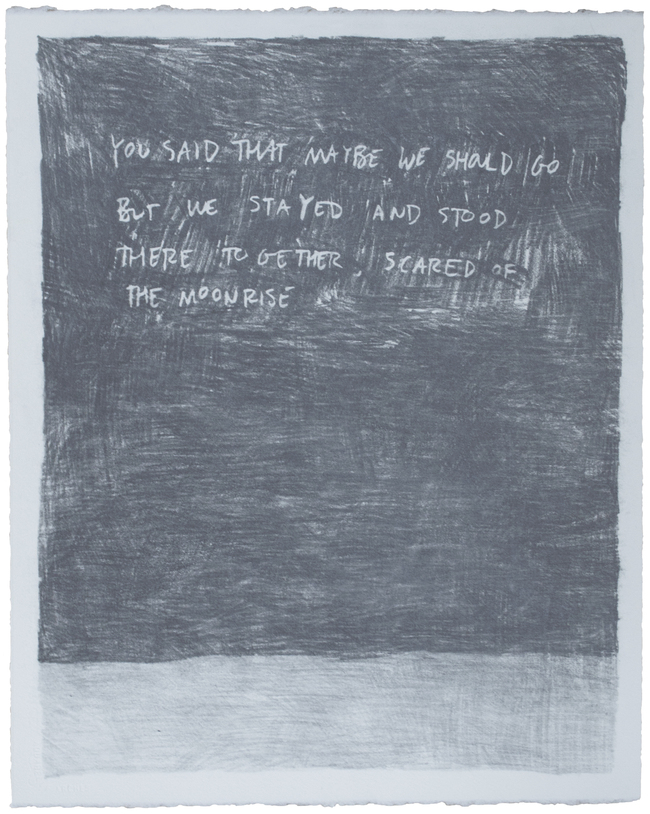 YOU SAID THAT MAYBE WE SHOULD GO
BUT WE STAYED AND STOOD
THERE TOGETHER, SCARED OF
THE MOONRISE